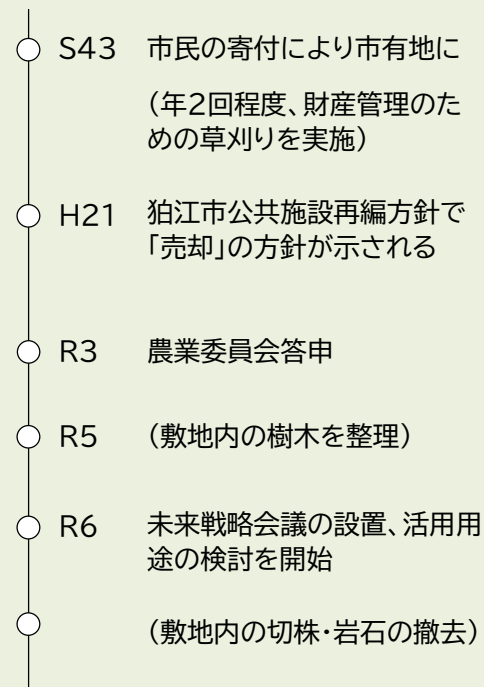 S43 市民の寄付により市有地に
(年2回程度、財産管理のた
めの草刈りを実施)
H21 狛江市公共施設再編方針で
「売却」の方針が示される
R3 農業委員会答申
R5 (敷地内の樹木を整理)
R6 未来戦略会議の設置、活用用
途の検討を開始
(敷地内の切株・岩石の撤去)